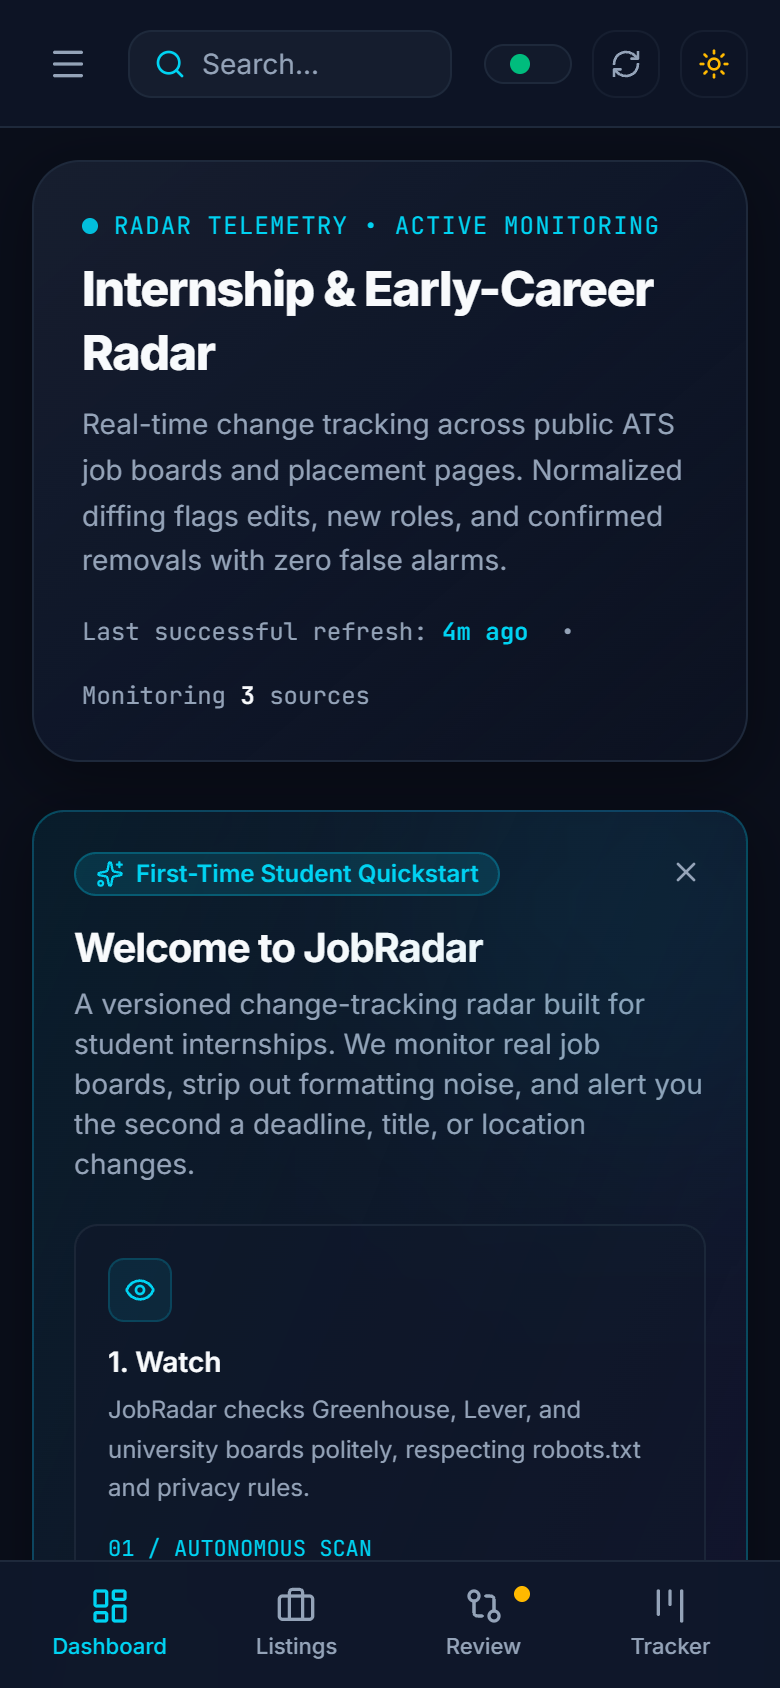 Search...
RADAR TELEMETRY • ACTIVE MONITORING
Internship & Early-Career
Radar
Real-time change tracking across public ATS
job boards and placement pages. Normalized
diffing flags edits, new roles, and confirmed
removals with zero false alarms.
Last successful refresh: 4m ago •
Monitoring 3 sources
First-Time Student Quickstart
Welcome to JobRadar
A versioned change-tracking radar built for
student internships. We monitor real job
boards, strip out formatting noise, and alert you
the second a deadline, title, or location
changes.
1. Watch
JobRadar checks Greenhouse, Lever, and
university boards politely, respecting robots.txt
and privacy rules.
01 / AUTONOMOUS SCAN
Dashboard Listings Review Tracker